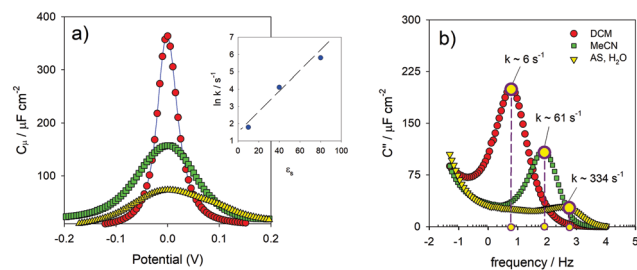 a)
400
300
200
100
Cμ / μF cm⁻²
-0.2
-0.1
0.0
0.1
0.2
Potential (V)
7
6
5
4
3
2
1
ln k / s⁻¹
0
20
40
60
80
100
εs
b)
300
225
150
75
0
C'' / μF cm⁻²
-2
-1
0
1
2
3
4
5
frequency / Hz
DCM
MeCN
AS, H₂O
k ~ 6 s⁻¹
k ~ 61 s⁻¹
k ~ 334 s⁻¹